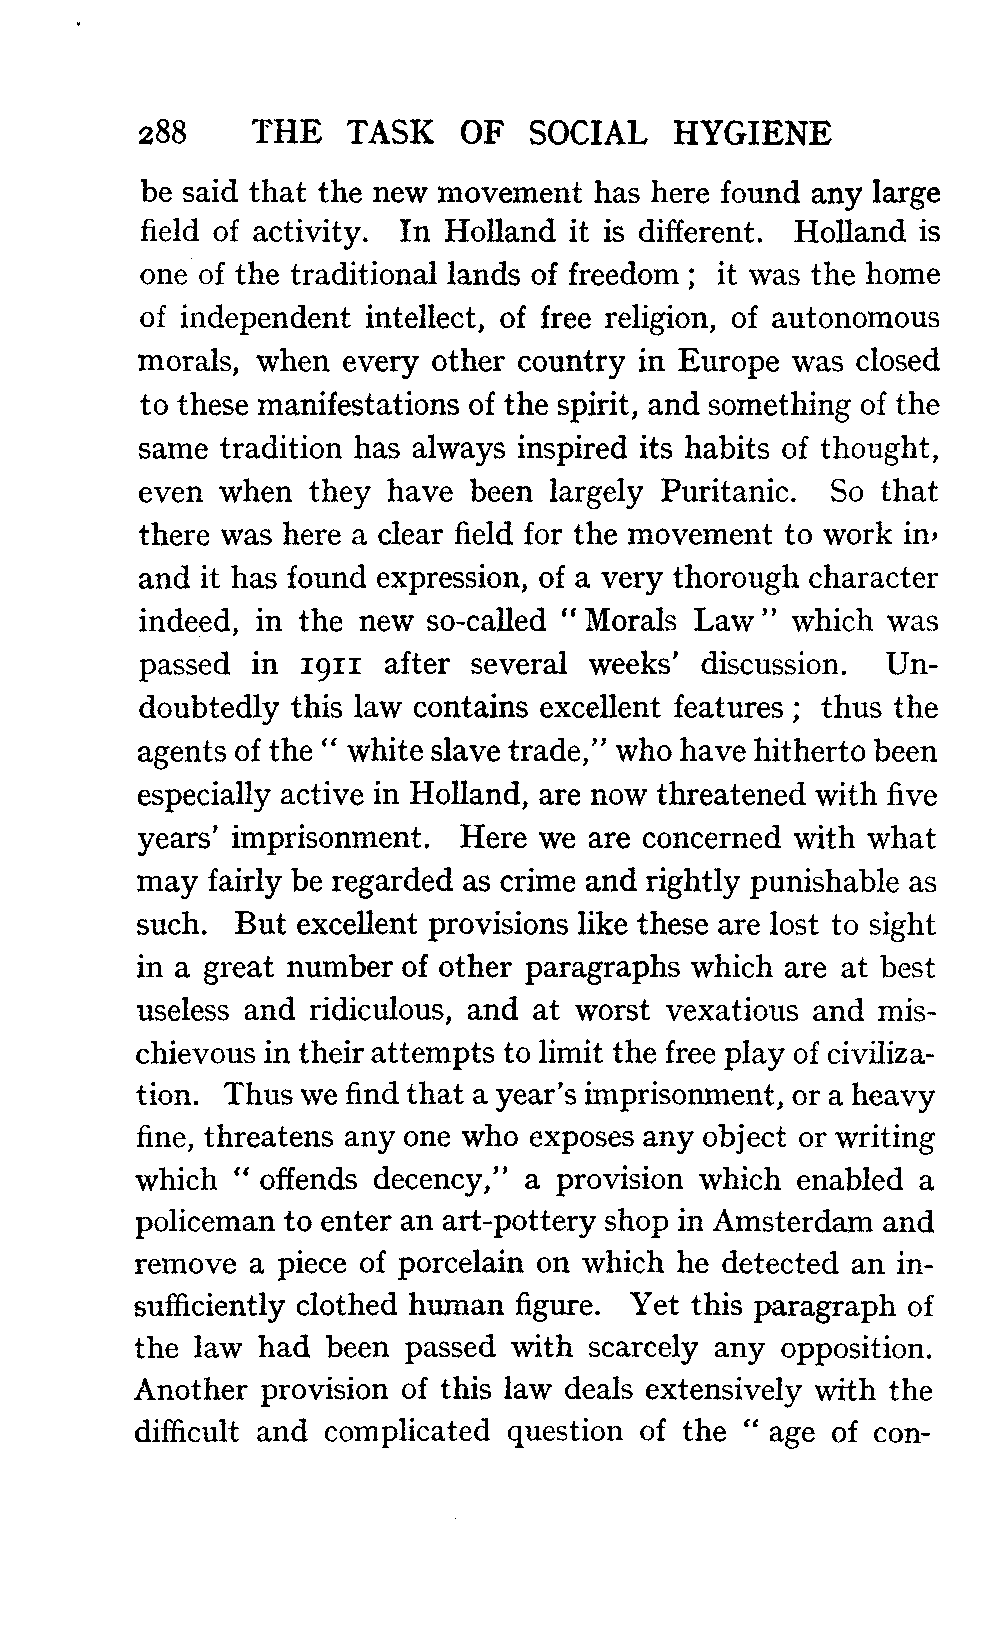 288 THE TASK OF SOCIAL HYGIENE
be said that the new movement has here found any large
field of activity. In Holland it is different. Holland is
one of the traditional lands of freedom ; it was the home
of independent intellect, of free religion, of autonomous
morals, when every other country in Europe was closed
to these manifestations of the spirit, and something of the
same tradition has always inspired its habits of thought,
even when they have been largely Puritanic. So that
there was here a clear field for the movement to work in,
and it has found expression, of a very thorough character
indeed, in the new so-called “ Morals Law ” which was
passed in 1911 after several weeks’ discussion. Un-
doubtedly this law contains excellent features ; thus the
agents of the “ white slave trade,” who have hitherto been
especially active in Holland, are now threatened with five
years’ imprisonment. Here we are concerned with what
may fairly be regarded as crime and rightly punishable as
such. But excellent provisions like these are lost to sight
in a great number of other paragraphs which are at best
useless and ridiculous, and at worst vexatious and mis-
chievous in their attempts to limit the free play of civiliza-
tion. Thus we find that a year’s imprisonment, or a heavy
fine, threatens any one who exposes any object or writing
which “ offends decency,” a provision which enabled a
policeman to enter an art-pottery shop in Amsterdam and
remove a piece of porcelain on which he detected an in-
sufficiently clothed human figure. Yet this paragraph of
the law had been passed with scarcely any opposition.
Another provision of this law deals extensively with the
difficult and complicated question of the “ age of con-